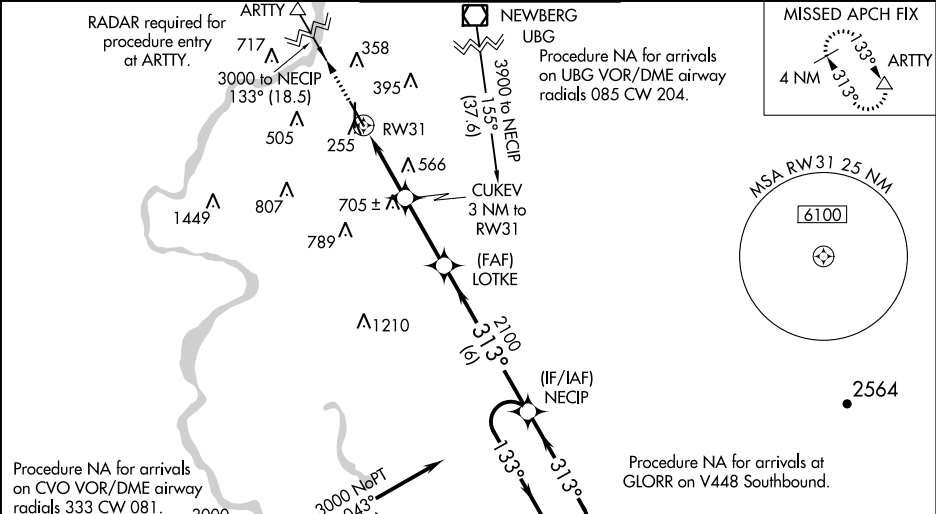 RADAR required for
procedure entry
at ARTTY.
ARTTY
717
358
3000 to NECIP
133° (18.5)
395
505
255
RW31
NEWBERG
UBG
3900 to NECIP
155°
(37.6)
Procedure NA for arrivals
on UBG VOR/DME airway
radials 085 CW 204.
MISSED APCH FIX
4 NM
133°
313°
ARTTY
566
1449
807
705 ±
789
CUKEV
3 NM to
RW31
MSA RW31 25 NM
6100
(FAF)
LOTKE
1210
2100
313°
(6)
(IF/IAF)
NECIP
2564
133°
313°
Procedure NA for arrivals
on CVO VOR/DME airway
radials 333 CW 081.
3000 NoPT
043°
Procedure NA for arrivals at
GLORR on V448 Southbound.